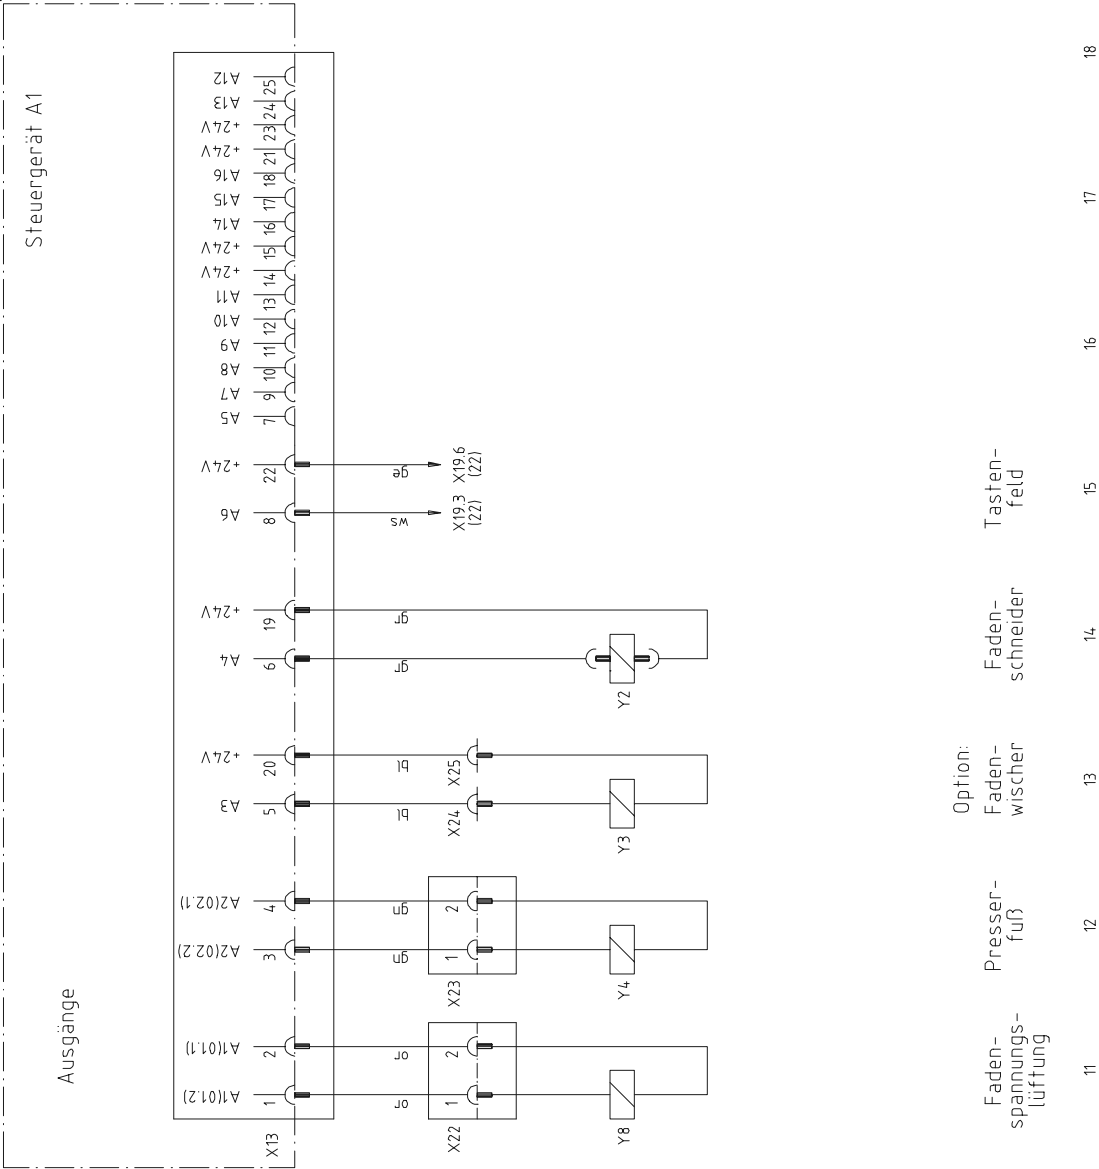 Steuergerät A1
Ausgänge
X13
A12 25
A13 24
+24V 23
+24V 21
A16 18
A15 17
A14 16
+24V 15
+24V 14
A11 13
A10 12
A9 11
A8 10
A7 9
A5 7
+24V 22 ge X19.6
(22)
A6 8 ws X19.3
(22)
+24V 19 gr
A4 6 gr
Y2
+24V 20 bl X25
A3 5 bl X24
Y3
A2(02.1) 4 gn 2
A2(02.2) 3 gn 1
X23
Y4
A1(01.1) 2 or 2
A1(01.2) 1 or 1
X22
Y8
Tasten-
feld
Faden-
schneider
Option:
Faden-
wischer
Presser-
fuß
Faden-
spannungs-
lüftung
18
17
16
15
14
13
12
11